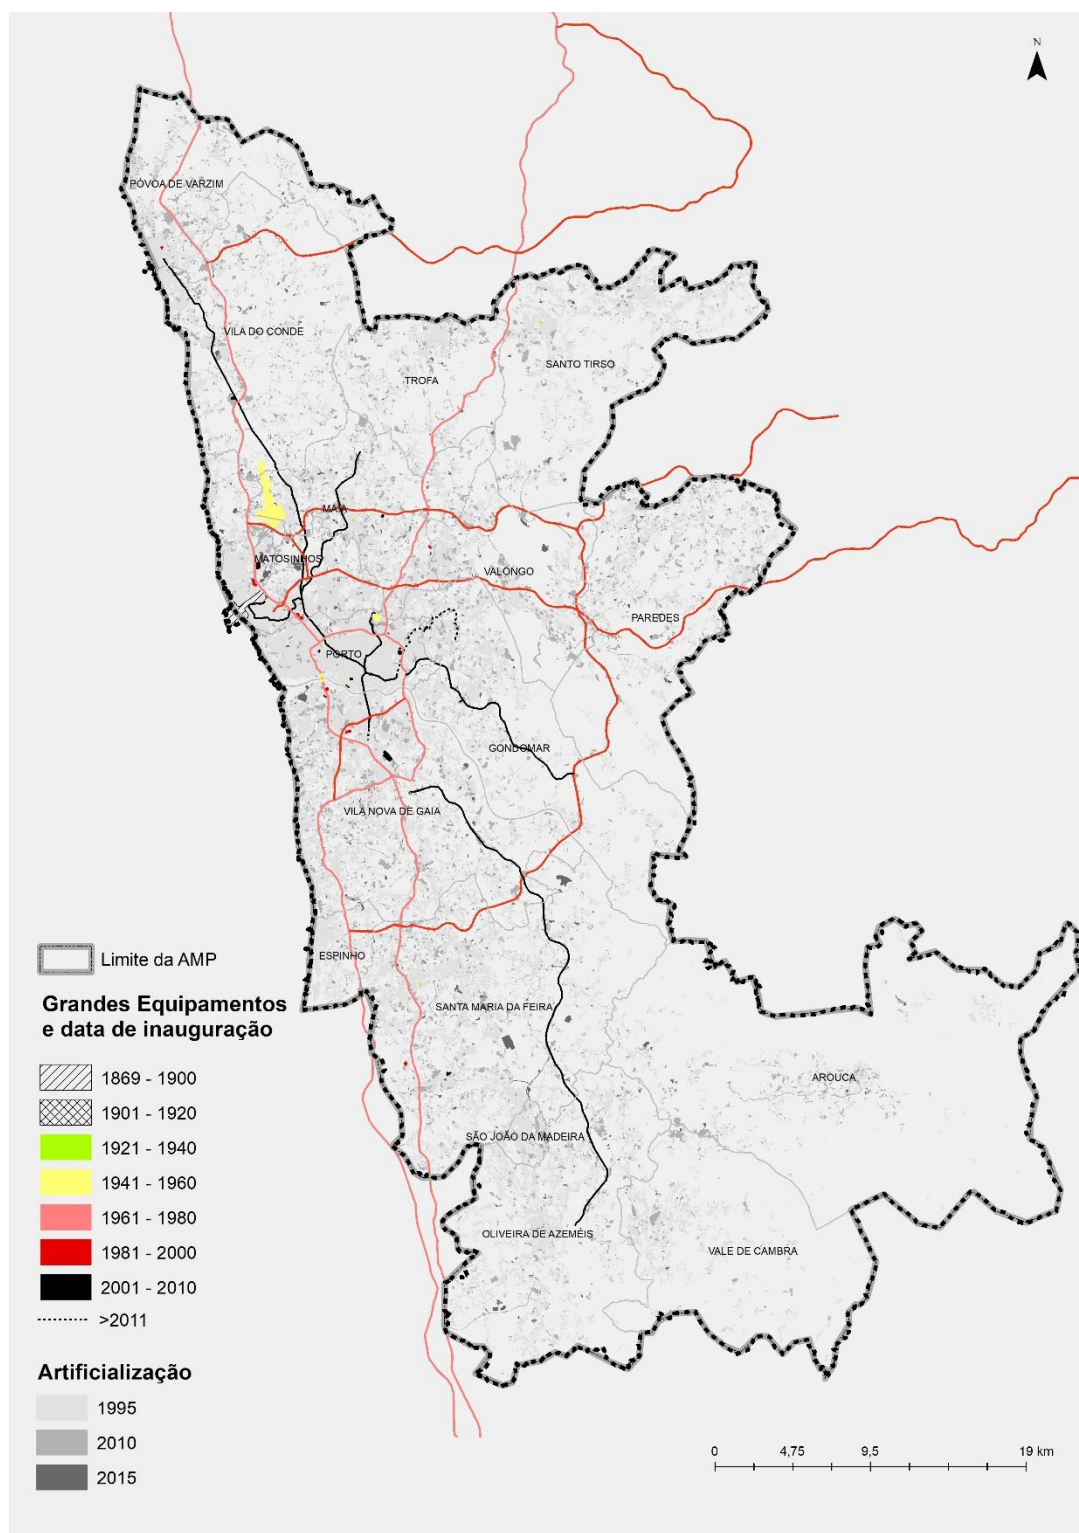 N
PÓVOA DE VARZIM
VILA DO CONDE
SANTO TIRSO
TROFA
MAIA
MATOSINHOS
VALONGO
PAREDES
PORTO
GONDOMAR
VILA NOVA DE GAIA
ESPINHO
SANTA MARIA DA FEIRA
AROUCA
SÃO JOÃO DA MADEIRA
OLIVEIRA DE AZEMÉIS
VALE DE CAMBRA
Limite da AMP
Grandes Equipamentos
e data de inauguração
1869 - 1900
1901 - 1920
1921 - 1940
1941 - 1960
1961 - 1980
1981 - 2000
2001 - 2010
>2011
Artificialização
1995
2010
2015
0 4,75 9,5 19 km